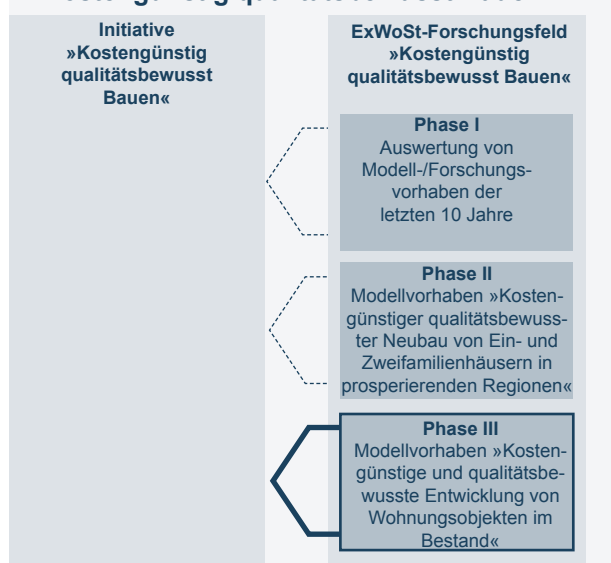 Initiative
»Kostengünstig
qualitätsbewusst
Bauen«
ExWoSt-Forschungsfeld
»Kostengünstig
qualitätsbewusst Bauen«
Phase I
Auswertung von
Modell-/Forschungs-
vorhaben der
letzten 10 Jahre
Phase II
Modellvorhaben »Kosten-
günstiger qualitätsbewuss-
ter Neubau von Ein- und
Zweifamilienhäusern in
prosperierenden Regionen«
Phase III
Modellvorhaben »Kosten-
günstige und qualitätsbe-
wusste Entwicklung von
Wohnungsobjekten im
Bestand«